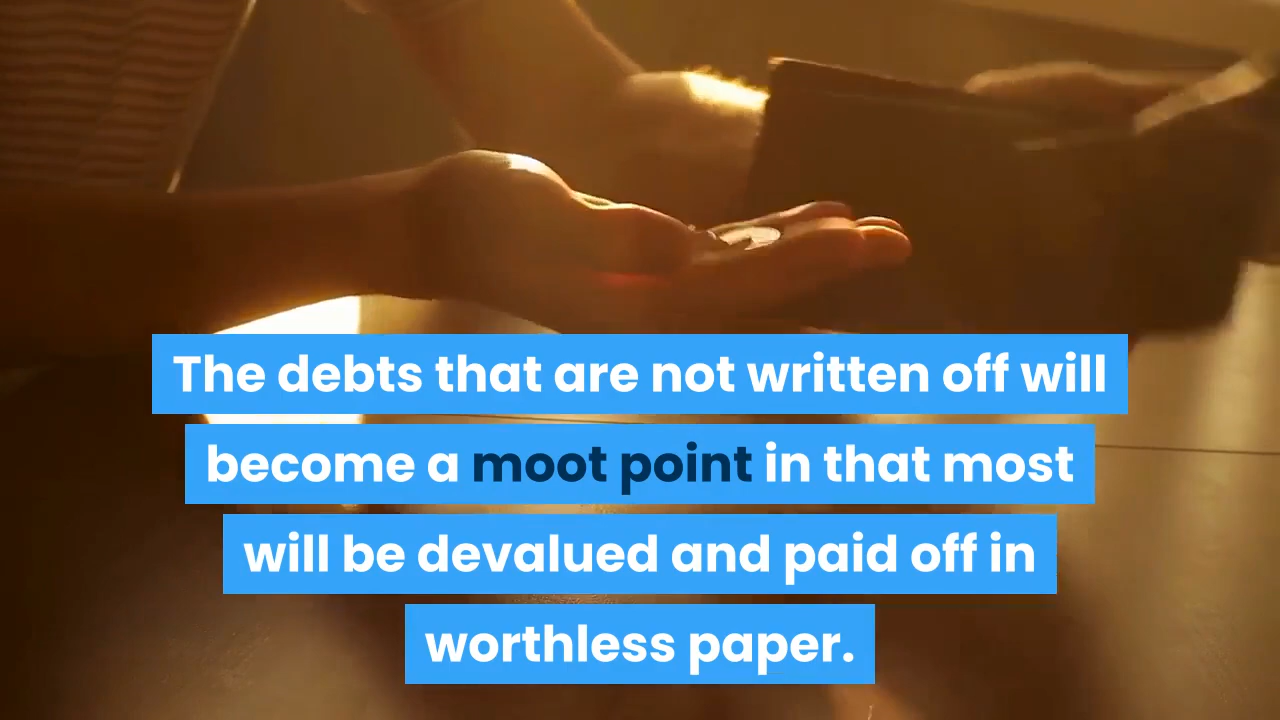 The debts that are not written off will
become a moot point in that most
will be devalued and paid off in
worthless paper.